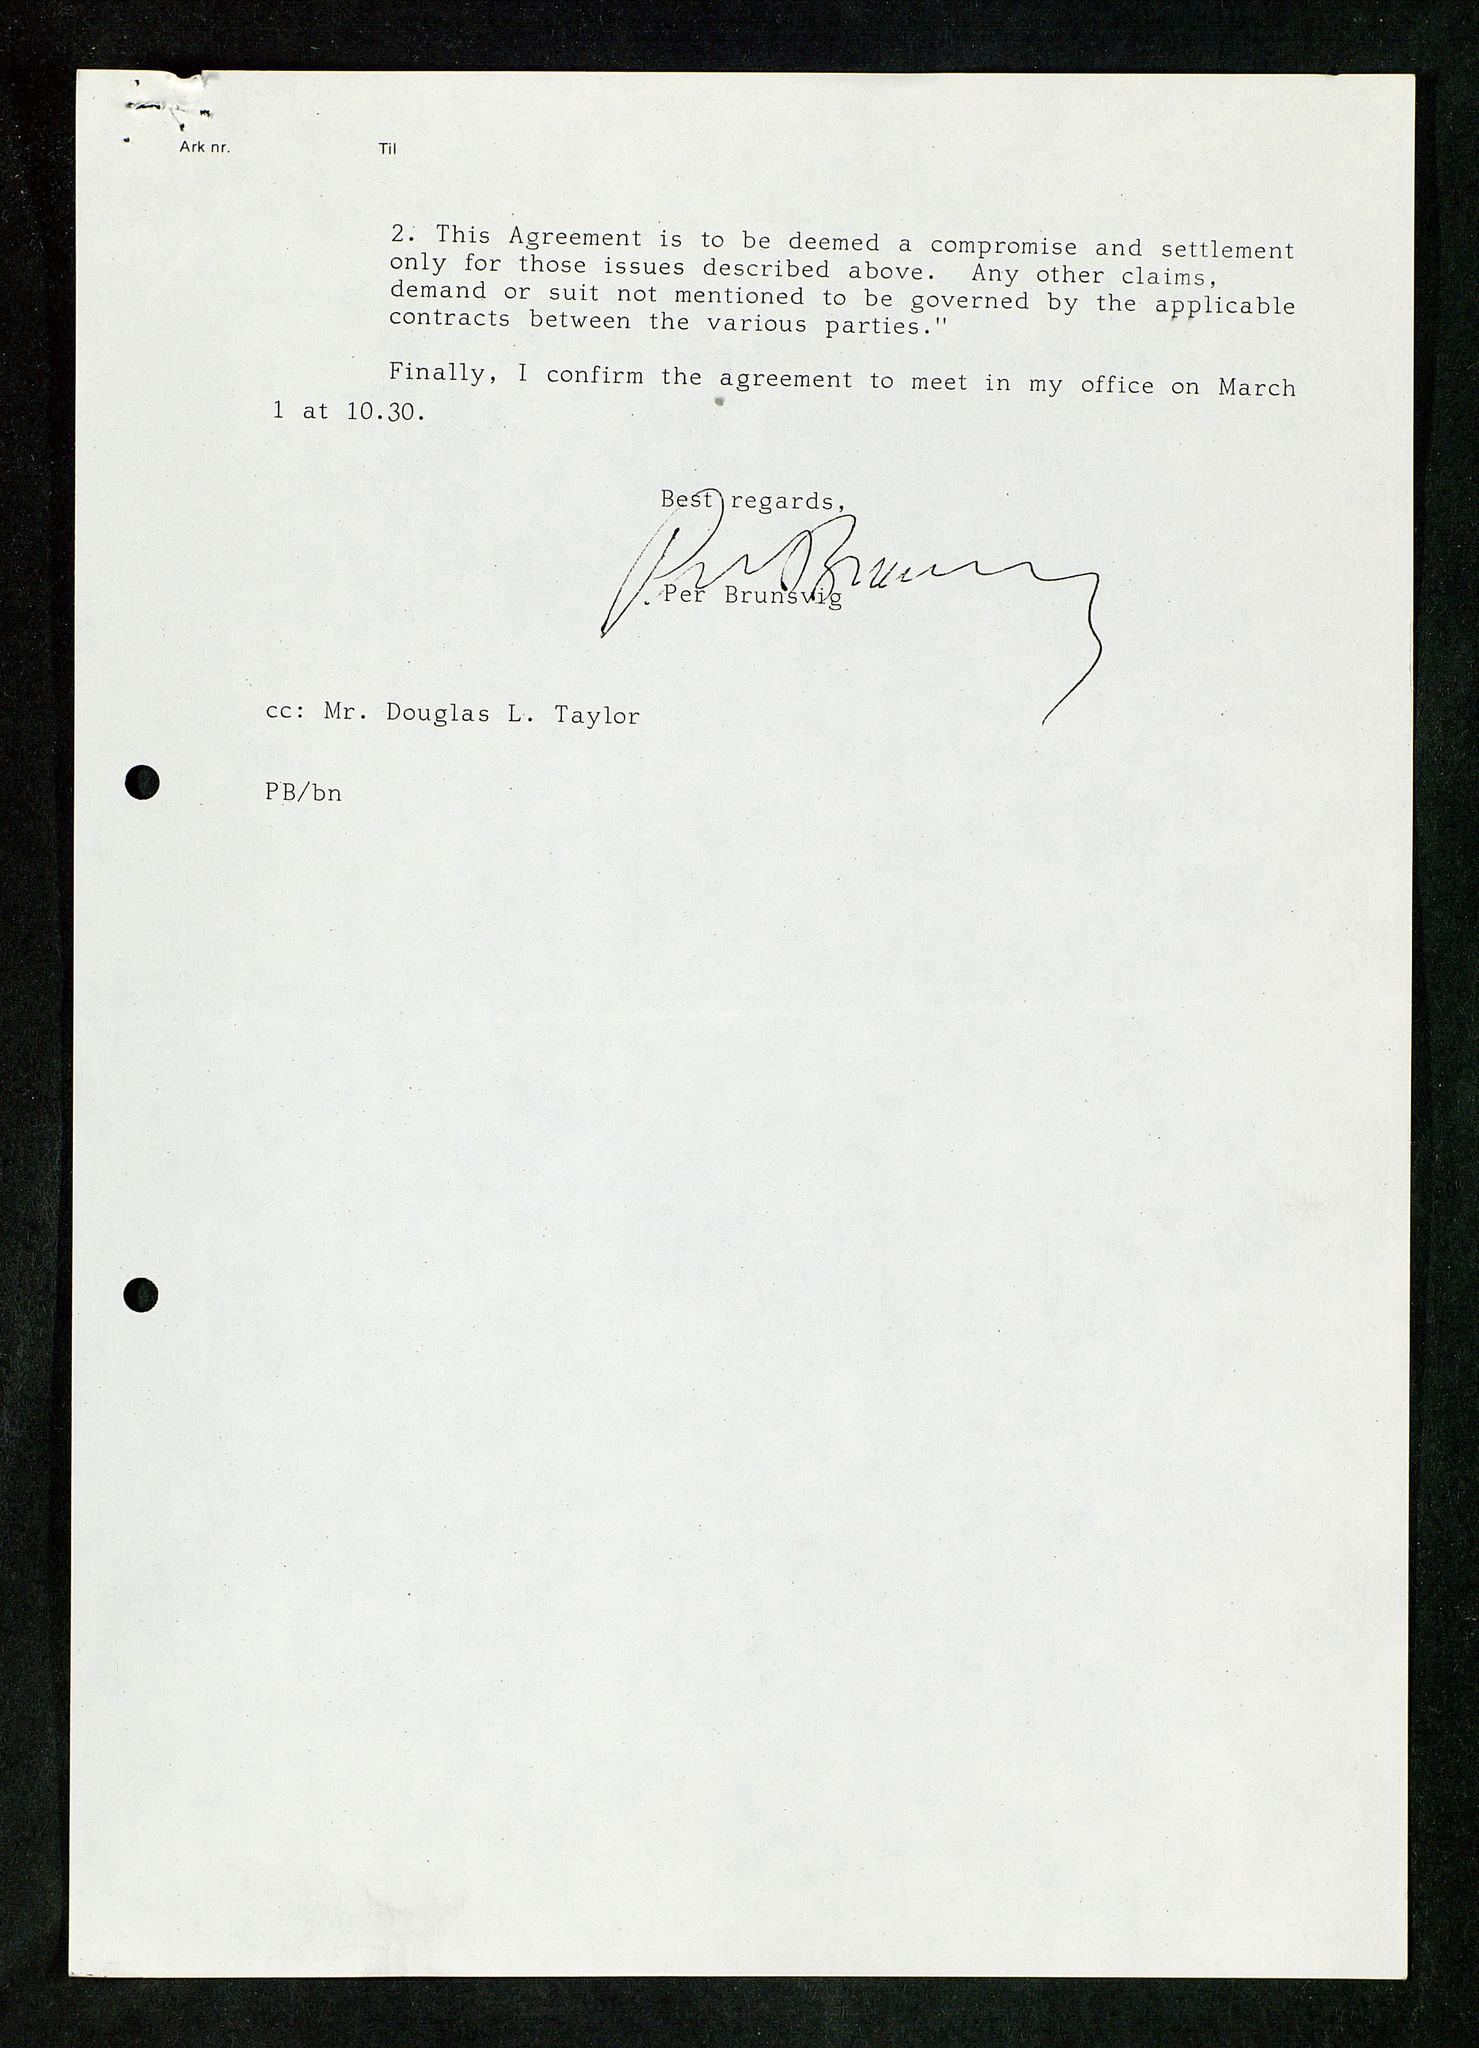 Ark nr. Til
2. This Agreement is to be deemed a compromise and settlement
only for those issues described above. Any other claims,
demand or suit not mentioned to be governed by the applicable
contracts between the various parties."
Finally, I confirm the agreement to meet in my office on March
1 at 10.30.
Best regards,
Per Brunsvig
Per Brunsvig
cc: Mr. Douglas L. Taylor
PB/bn